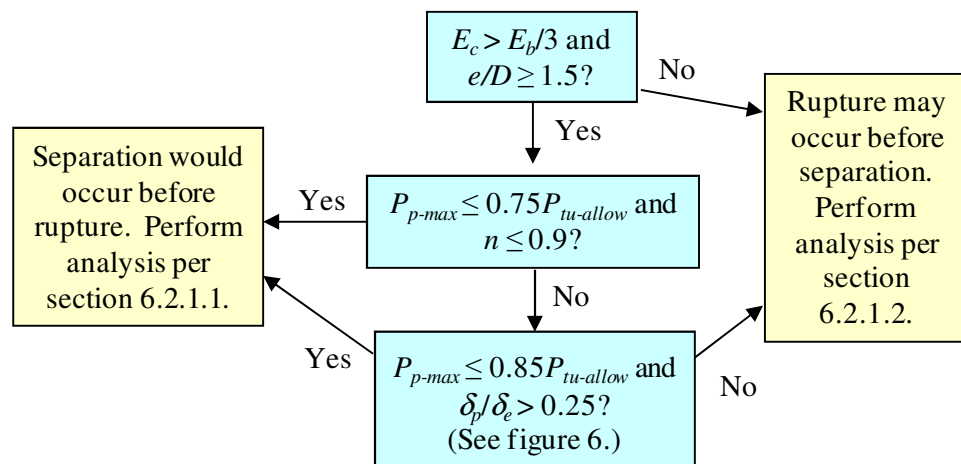 E_c > E_b/3 and
e/D ≥ 1.5?
No
Yes
Rupture may
occur before
separation.
Perform
analysis per
section
6.2.1.2.
Separation would
occur before
rupture. Perform
analysis per
section 6.2.1.1.
Yes
P_p-max ≤ 0.75P_tu-allow and
n ≤ 0.9?
No
Yes
P_p-max ≤ 0.85P_tu-allow and
δ_p/δ_e > 0.25?
(See figure 6.)
No